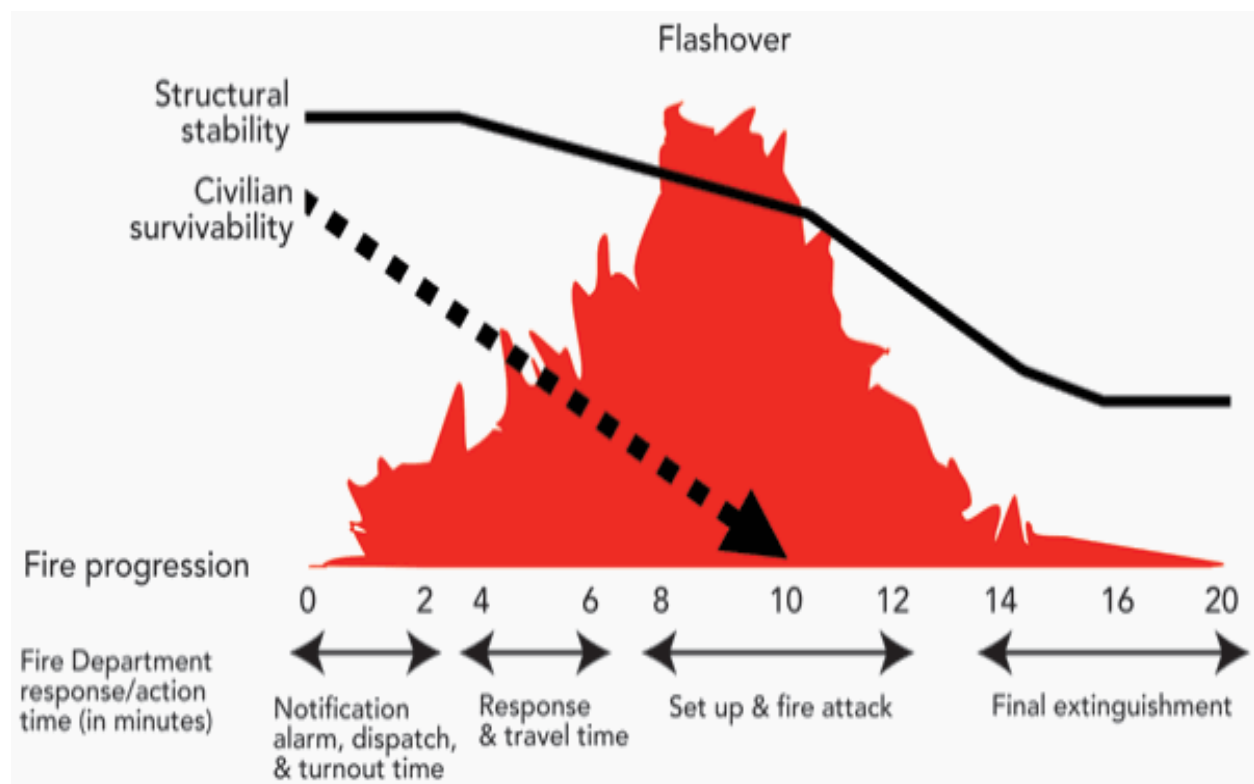 Flashover
Structural
stability
Civilian
survivability
Fire progression
0 2 4 6 8 10 12 14 16 20
Fire Department
response/action
time (in minutes)
Notification
alarm, dispatch,
& turnout time
Response
& travel time
Set up & fire attack
Final extinguishment